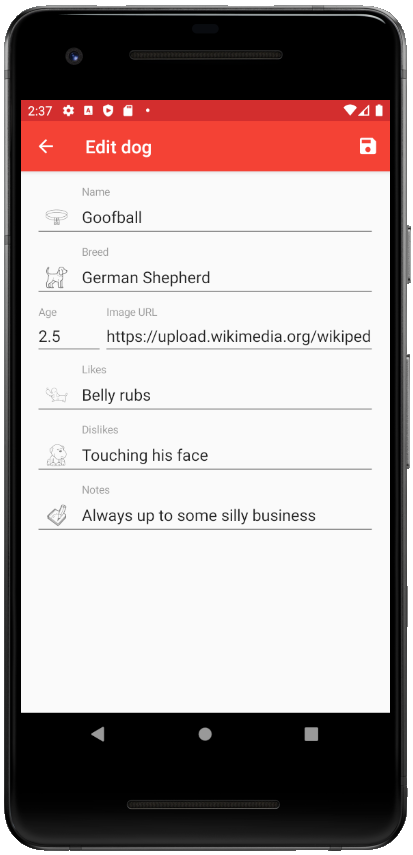 2:37
Edit dog
Name
Goofball
Breed
German Shepherd
Age Image URL
2.5 https://upload.wikimedia.org/wikiped
Likes
Belly rubs
Dislikes
Touching his face
Notes
Always up to some silly business